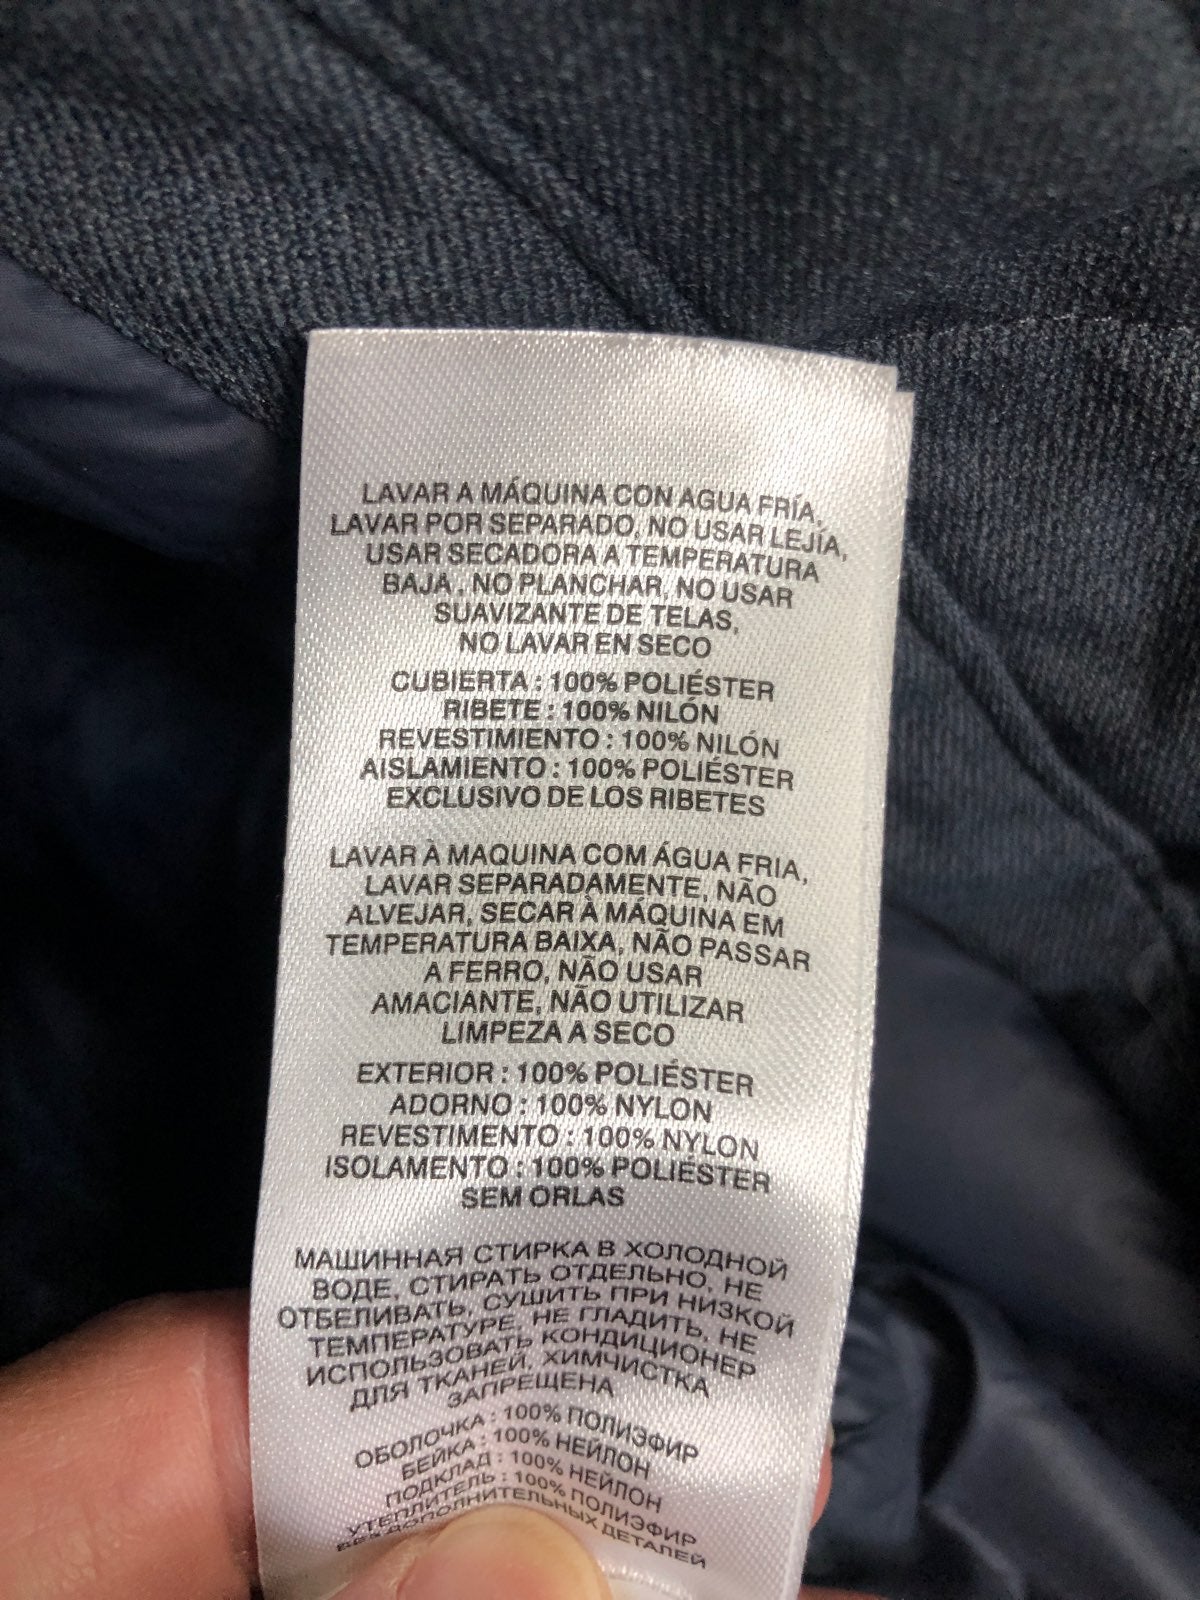 LAVAR A MÁQUINA CON AGUA FRÍA,
LAVAR POR SEPARADO, NO USAR LEJÍA,
USAR SECADORA A TEMPERATURA
BAJA , NO PLANCHAR, NO USAR
SUAVIZANTE DE TELAS,
NO LAVAR EN SECO
CUBIERTA : 100% POLIÉSTER
RIBETE : 100% NILÓN
REVESTIMIENTO : 100% NILÓN
AISLAMIENTO : 100% POLIÉSTER
EXCLUSIVO DE LOS RIBETES
LAVAR À MAQUINA COM ÁGUA FRIA,
LAVAR SEPARADAMENTE, NÃO
ALVEJAR, SECAR À MÁQUINA EM
TEMPERATURA BAIXA, NÃO PASSAR
A FERRO, NÃO USAR
AMACIANTE, NÃO UTILIZAR
LIMPEZA A SECO
EXTERIOR : 100% POLIÉSTER
ADORNO : 100% NYLON
REVESTIMENTO : 100% NYLON
ISOLAMENTO : 100% POLIÉSTER
SEM ORLAS
МАШИННАЯ СТИРКА В ХОЛОДНОЙ
ВОДЕ, СТИРАТЬ ОТДЕЛЬНО, НЕ
ОТБЕЛИВАТЬ, СУШИТЬ ПРИ НИЗКОЙ
ТЕМПЕРАТУРЕ, НЕ ГЛАДИТЬ, НЕ
ИСПОЛЬЗОВАТЬ КОНДИЦИОНЕР
ДЛЯ ТКАНЕЙ, ХИМЧИСТКА
ЗАПРЕЩЕНА
ОБОЛОЧКА : 100% ПОЛИЭФИР
БЕЙКА : 100% НЕЙЛОН
ПОДКЛАД : 100% НЕЙЛОН
УТЕПЛИТЕЛЬ : 100% ПОЛИЭФИР
БЕЗ ДОПОЛНИТЕЛЬНЫХ ДЕТАЛЕЙ